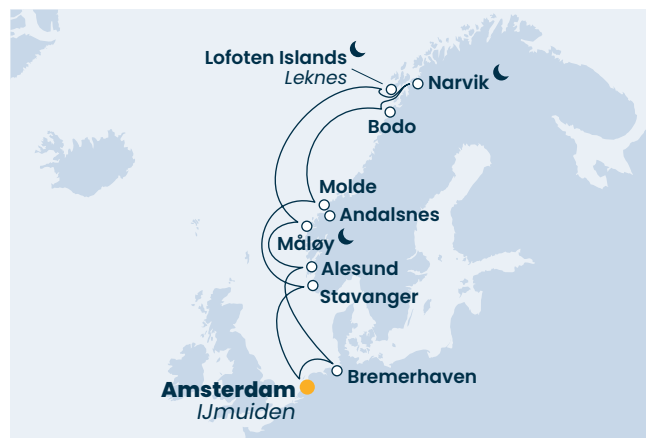 Lofoten Islands
Leknes
Narvik
Bodo
Molde
Andalsnes
Måløy
Alesund
Stavanger
Bremerhaven
Amsterdam
IJmuiden